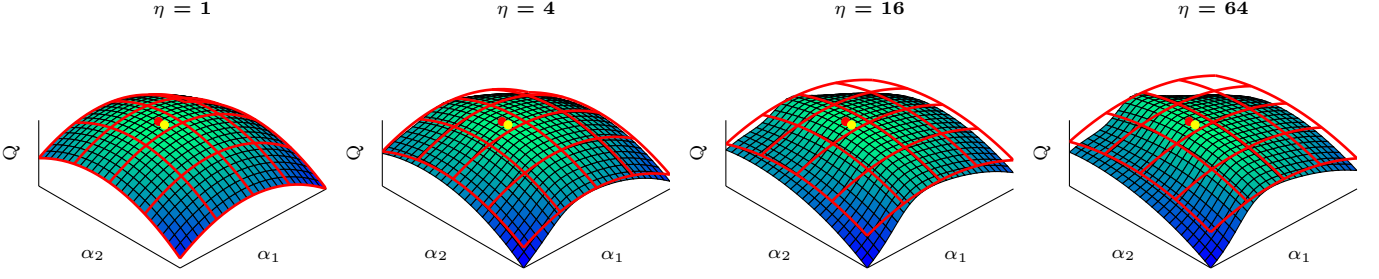 η = 1
η = 4
η = 16
η = 64
Q
α2
α1
Q
α2
α1
Q
α2
α1
Q
α2
α1